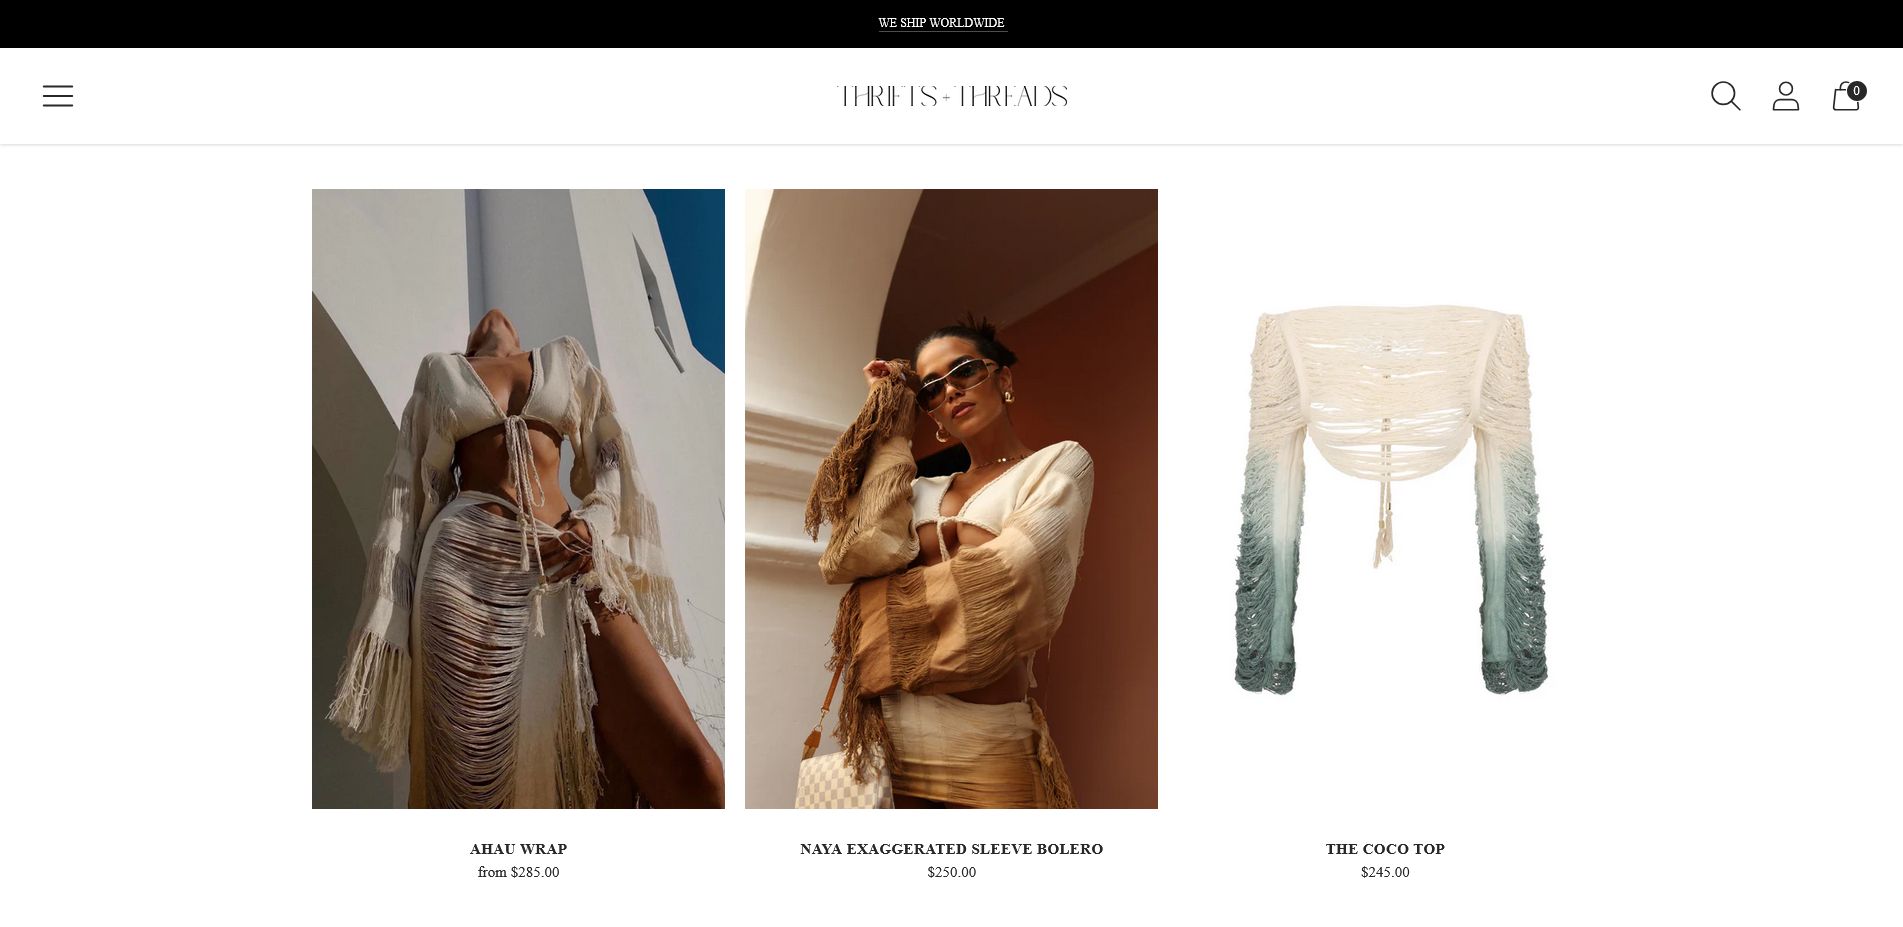 WE SHIP WORLDWIDE
THRIFTS + THREADS
0
AHAU WRAP
from $285.00
NAYA EXAGGERATED SLEEVE BOLERO
$250.00
THE COCO TOP
$245.00